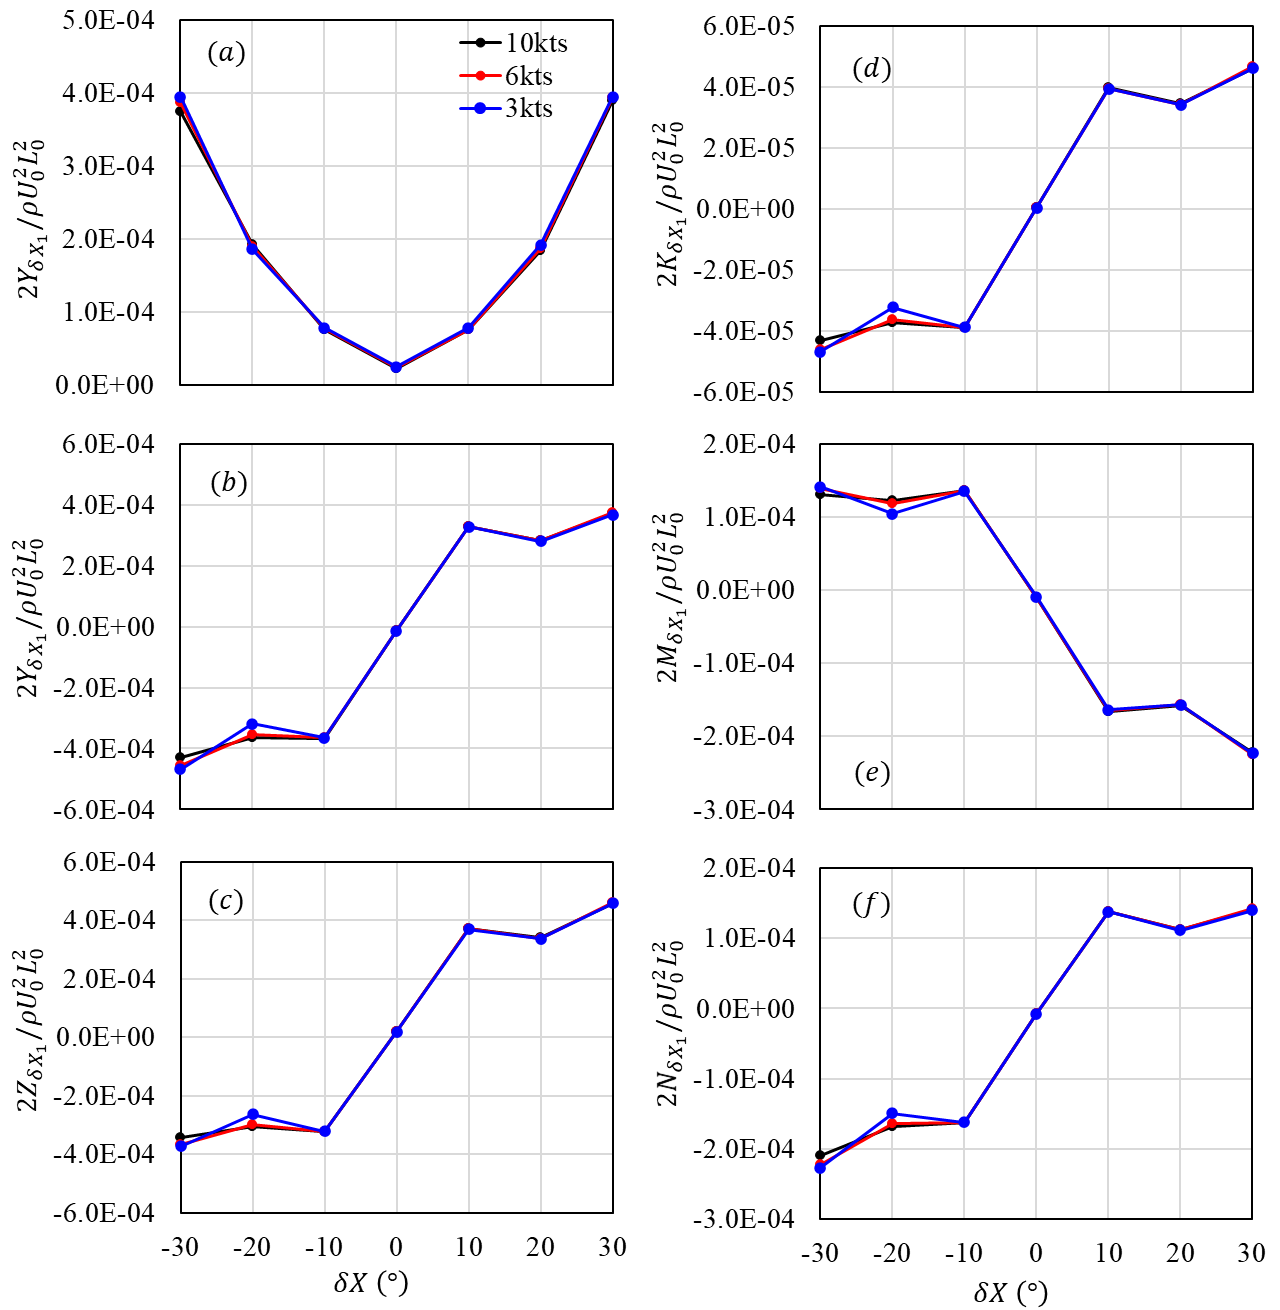 (a)
10kts
6kts
3kts
5.0E-04
4.0E-04
3.0E-04
2.0E-04
1.0E-04
0.0E+00
2Y_{δX_1}/ρU_0^2L_0^2
(d)
6.0E-05
4.0E-05
2.0E-05
0.0E+00
-2.0E-05
-4.0E-05
-6.0E-05
2K_{δX_1}/ρU_0^2L_0^2
(b)
6.0E-04
4.0E-04
2.0E-04
0.0E+00
-2.0E-04
-4.0E-04
-6.0E-04
2Y_{δX_1}/ρU_0^2L_0^2
(e)
2.0E-04
1.0E-04
0.0E+00
-1.0E-04
-2.0E-04
-3.0E-04
2M_{δX_1}/ρU_0^2L_0^2
(c)
6.0E-04
4.0E-04
2.0E-04
0.0E+00
-2.0E-04
-4.0E-04
-6.0E-04
2Z_{δX_1}/ρU_0^2L_0^2
-30 -20 -10 0 10 20 30
δX (°)
(f)
2.0E-04
1.0E-04
0.0E+00
-1.0E-04
-2.0E-04
-3.0E-04
2N_{δX_1}/ρU_0^2L_0^2
-30 -20 -10 0 10 20 30
δX (°)